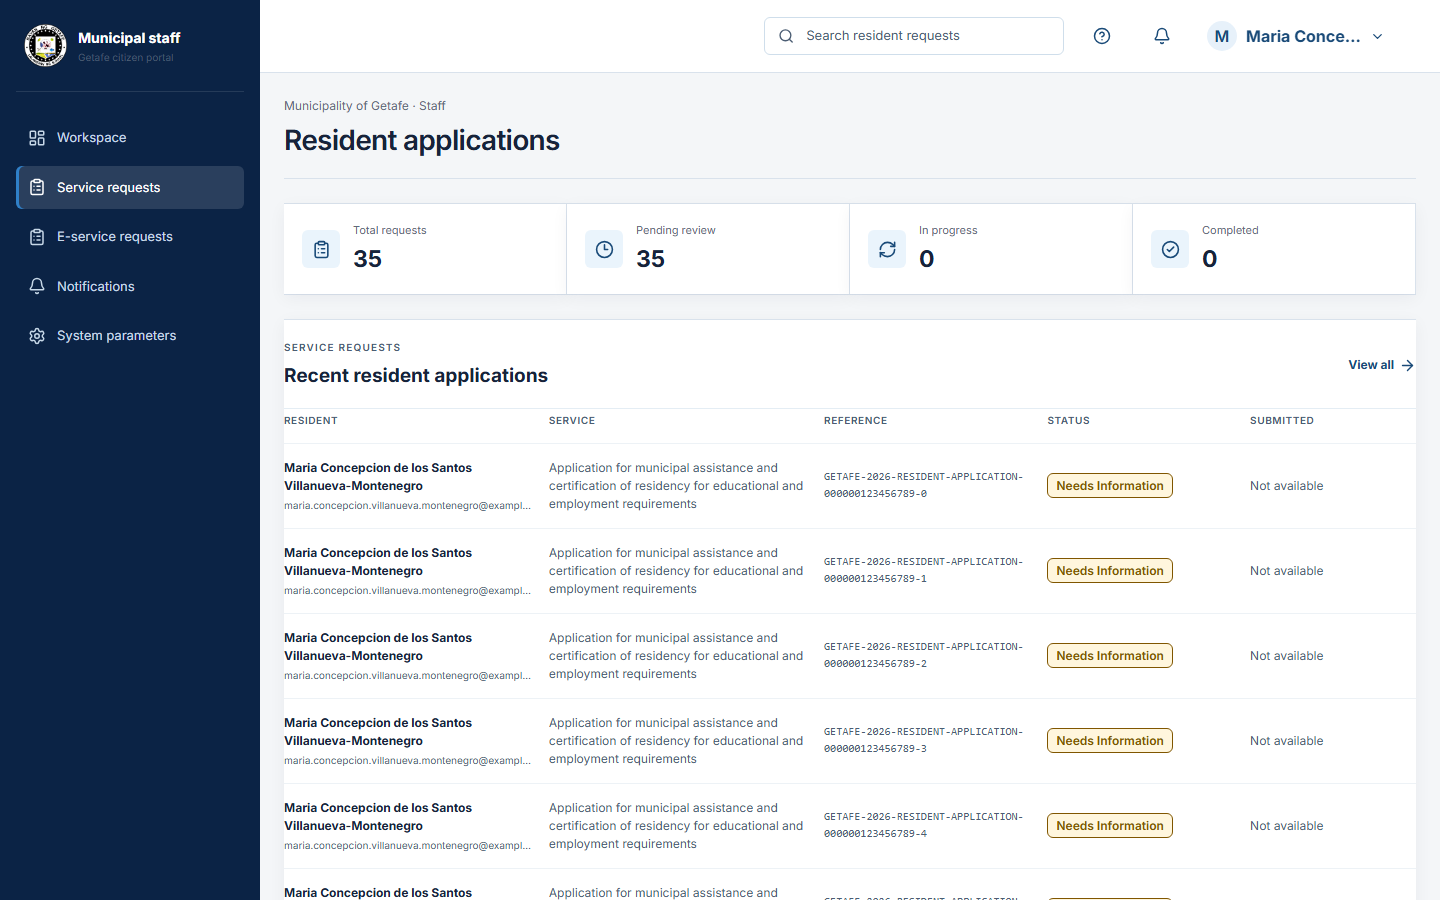 Municipal staff
Getafe citizen portal
Workspace
Service requests
E-service requests
Notifications
System parameters
Search resident requests
M
Maria Conce...
Municipality of Getafe · Staff
Resident applications
Total requests
35
Pending review
35
In progress
0
Completed
0
SERVICE REQUESTS
Recent resident applications
View all
RESIDENT SERVICE REFERENCE STATUS SUBMITTED
Maria Concepcion de los Santos
Villanueva-Montenegro
maria.concepcion.villanueva.montenegro@exampl...
Application for municipal assistance and
certification of residency for educational and
employment requirements
GETAFE-2026-RESIDENT-APPLICATION-
000000123456789-0
Needs Information
Not available
Maria Concepcion de los Santos
Villanueva-Montenegro
maria.concepcion.villanueva.montenegro@exampl...
Application for municipal assistance and
certification of residency for educational and
employment requirements
GETAFE-2026-RESIDENT-APPLICATION-
000000123456789-1
Needs Information
Not available
Maria Concepcion de los Santos
Villanueva-Montenegro
maria.concepcion.villanueva.montenegro@exampl...
Application for municipal assistance and
certification of residency for educational and
employment requirements
GETAFE-2026-RESIDENT-APPLICATION-
000000123456789-2
Needs Information
Not available
Maria Concepcion de los Santos
Villanueva-Montenegro
maria.concepcion.villanueva.montenegro@exampl...
Application for municipal assistance and
certification of residency for educational and
employment requirements
GETAFE-2026-RESIDENT-APPLICATION-
000000123456789-3
Needs Information
Not available
Maria Concepcion de los Santos
Villanueva-Montenegro
maria.concepcion.villanueva.montenegro@exampl...
Application for municipal assistance and
certification of residency for educational and
employment requirements
GETAFE-2026-RESIDENT-APPLICATION-
000000123456789-4
Needs Information
Not available
Maria Concepcion de los Santos
Application for municipal assistance and
GETAFE-2026-RESIDENT-APPLICATION-